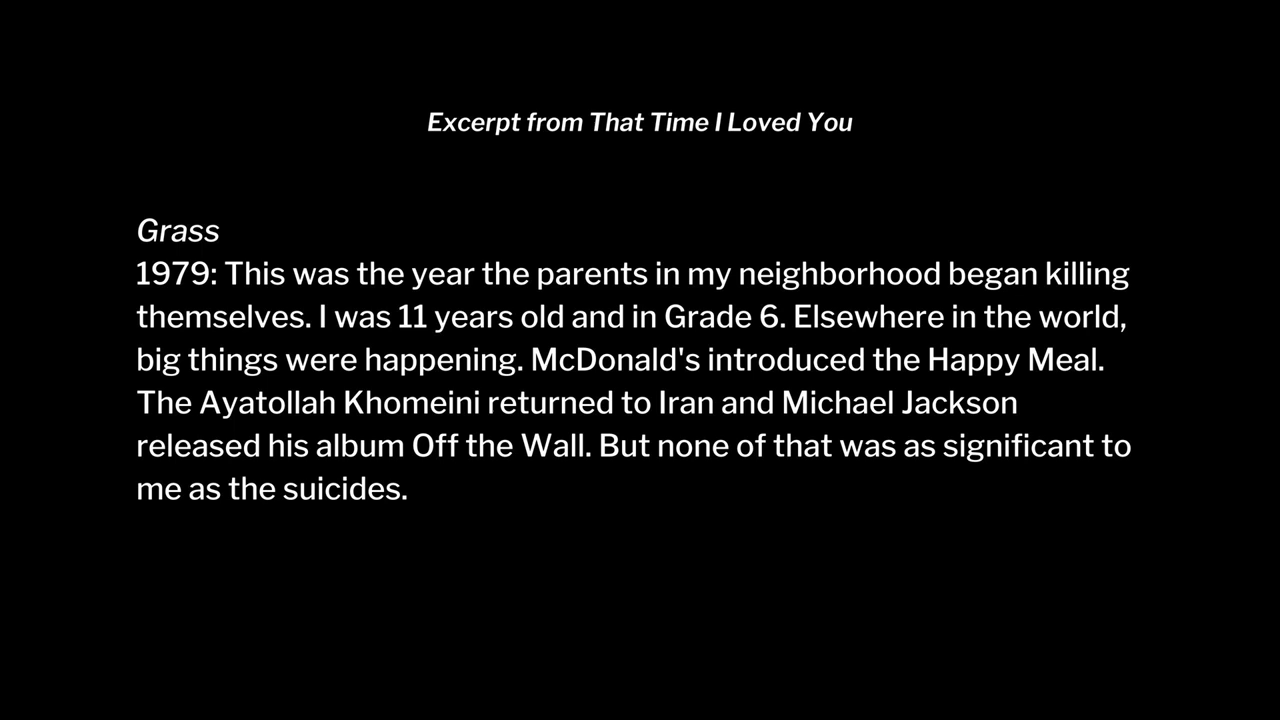 Excerpt from That Time I Loved You
Grass
1979: This was the year the parents in my neighborhood began killing
themselves. I was 11 years old and in Grade 6. Elsewhere in the world,
big things were happening. McDonald's introduced the Happy Meal.
The Ayatollah Khomeini returned to Iran and Michael Jackson
released his album Off the Wall. But none of that was as significant to
me as the suicides.